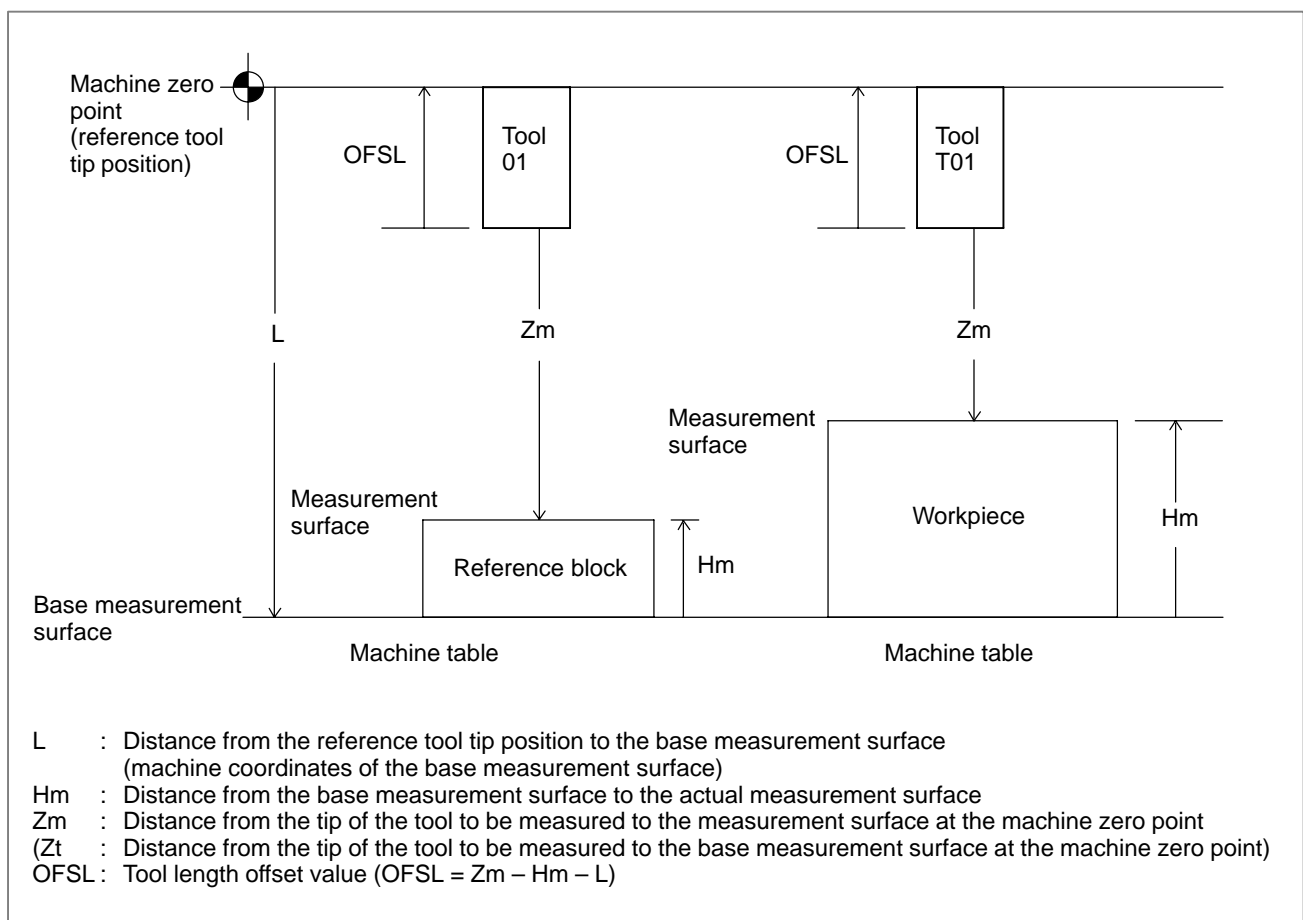 Machine zero
point
(reference tool
tip position)
OFSL
Tool
01
OFSL
Tool
T01
L
Zm
Zm
Measurement
surface
Measurement
surface
Workpiece
Hm
Reference block
Hm
Base measurement
surface
Machine table
Machine table
L : Distance from the reference tool tip position to the base measurement surface
(machine coordinates of the base measurement surface)
Hm : Distance from the base measurement surface to the actual measurement surface
Zm : Distance from the tip of the tool to be measured to the measurement surface at the machine zero point
(Zt : Distance from the tip of the tool to be measured to the base measurement surface at the machine zero point)
OFSL : Tool length offset value (OFSL = Zm – Hm – L)